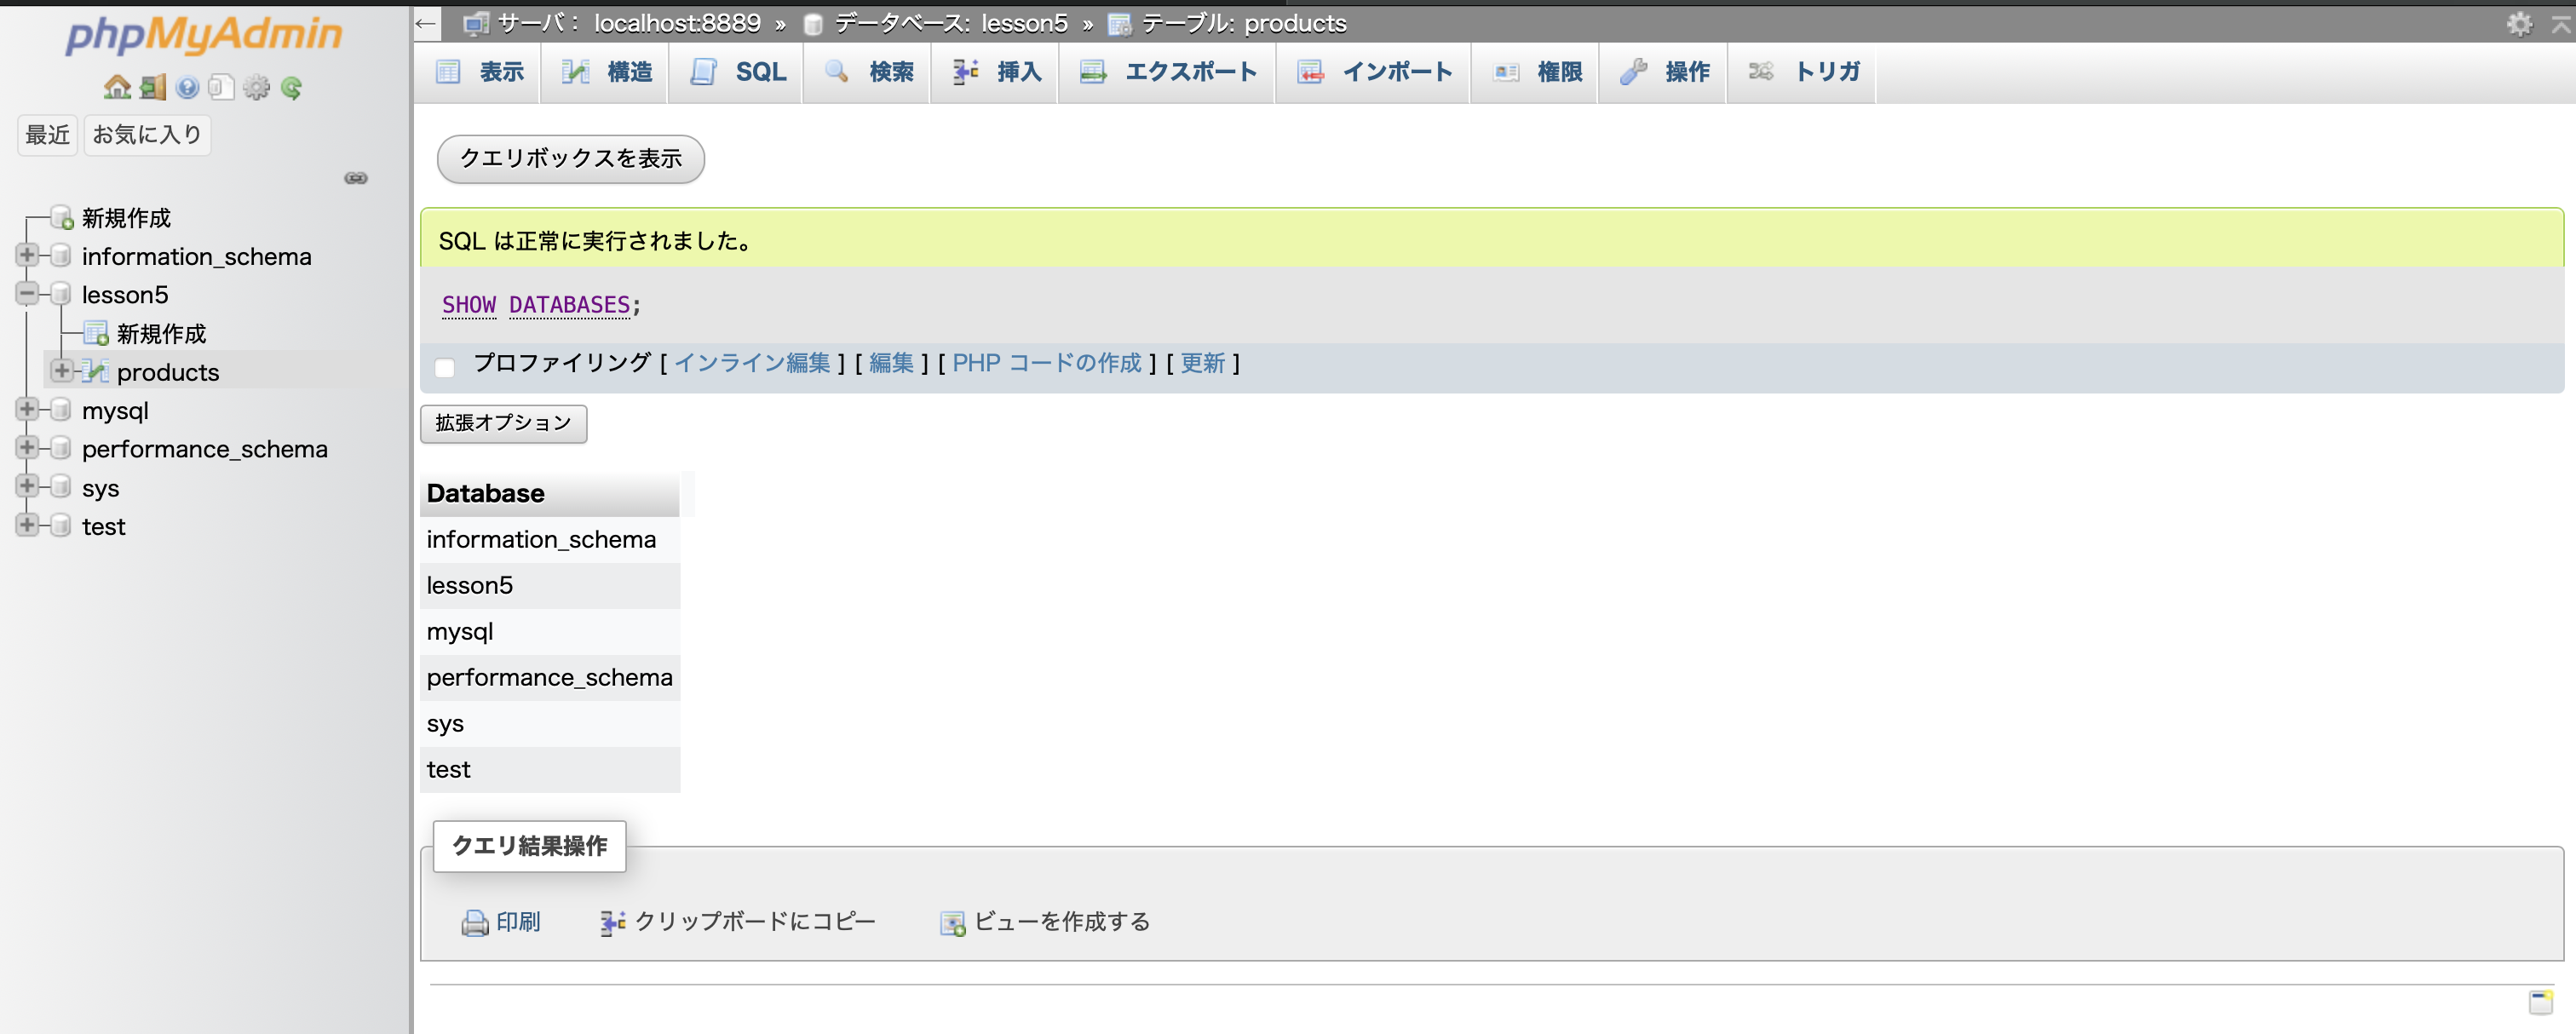 phpMyAdmin
最近 お気に入り
新規作成
information_schema
lesson5
新規作成
products
mysql
performance_schema
sys
test
← サーバ： localhost:8889 » データベース: lesson5 » テーブル: products
表示 構造 SQL 検索 挿入 エクスポート インポート 権限 操作 トリガ
クエリボックスを表示
SQL は正常に実行されました。
SHOW DATABASES;
プロファイリング [ インライン編集 ] [ 編集 ] [ PHP コードの作成 ] [ 更新 ]
拡張オプション
Database
information_schema
lesson5
mysql
performance_schema
sys
test
クエリ結果操作
印刷 クリップボードにコピー ビューを作成する